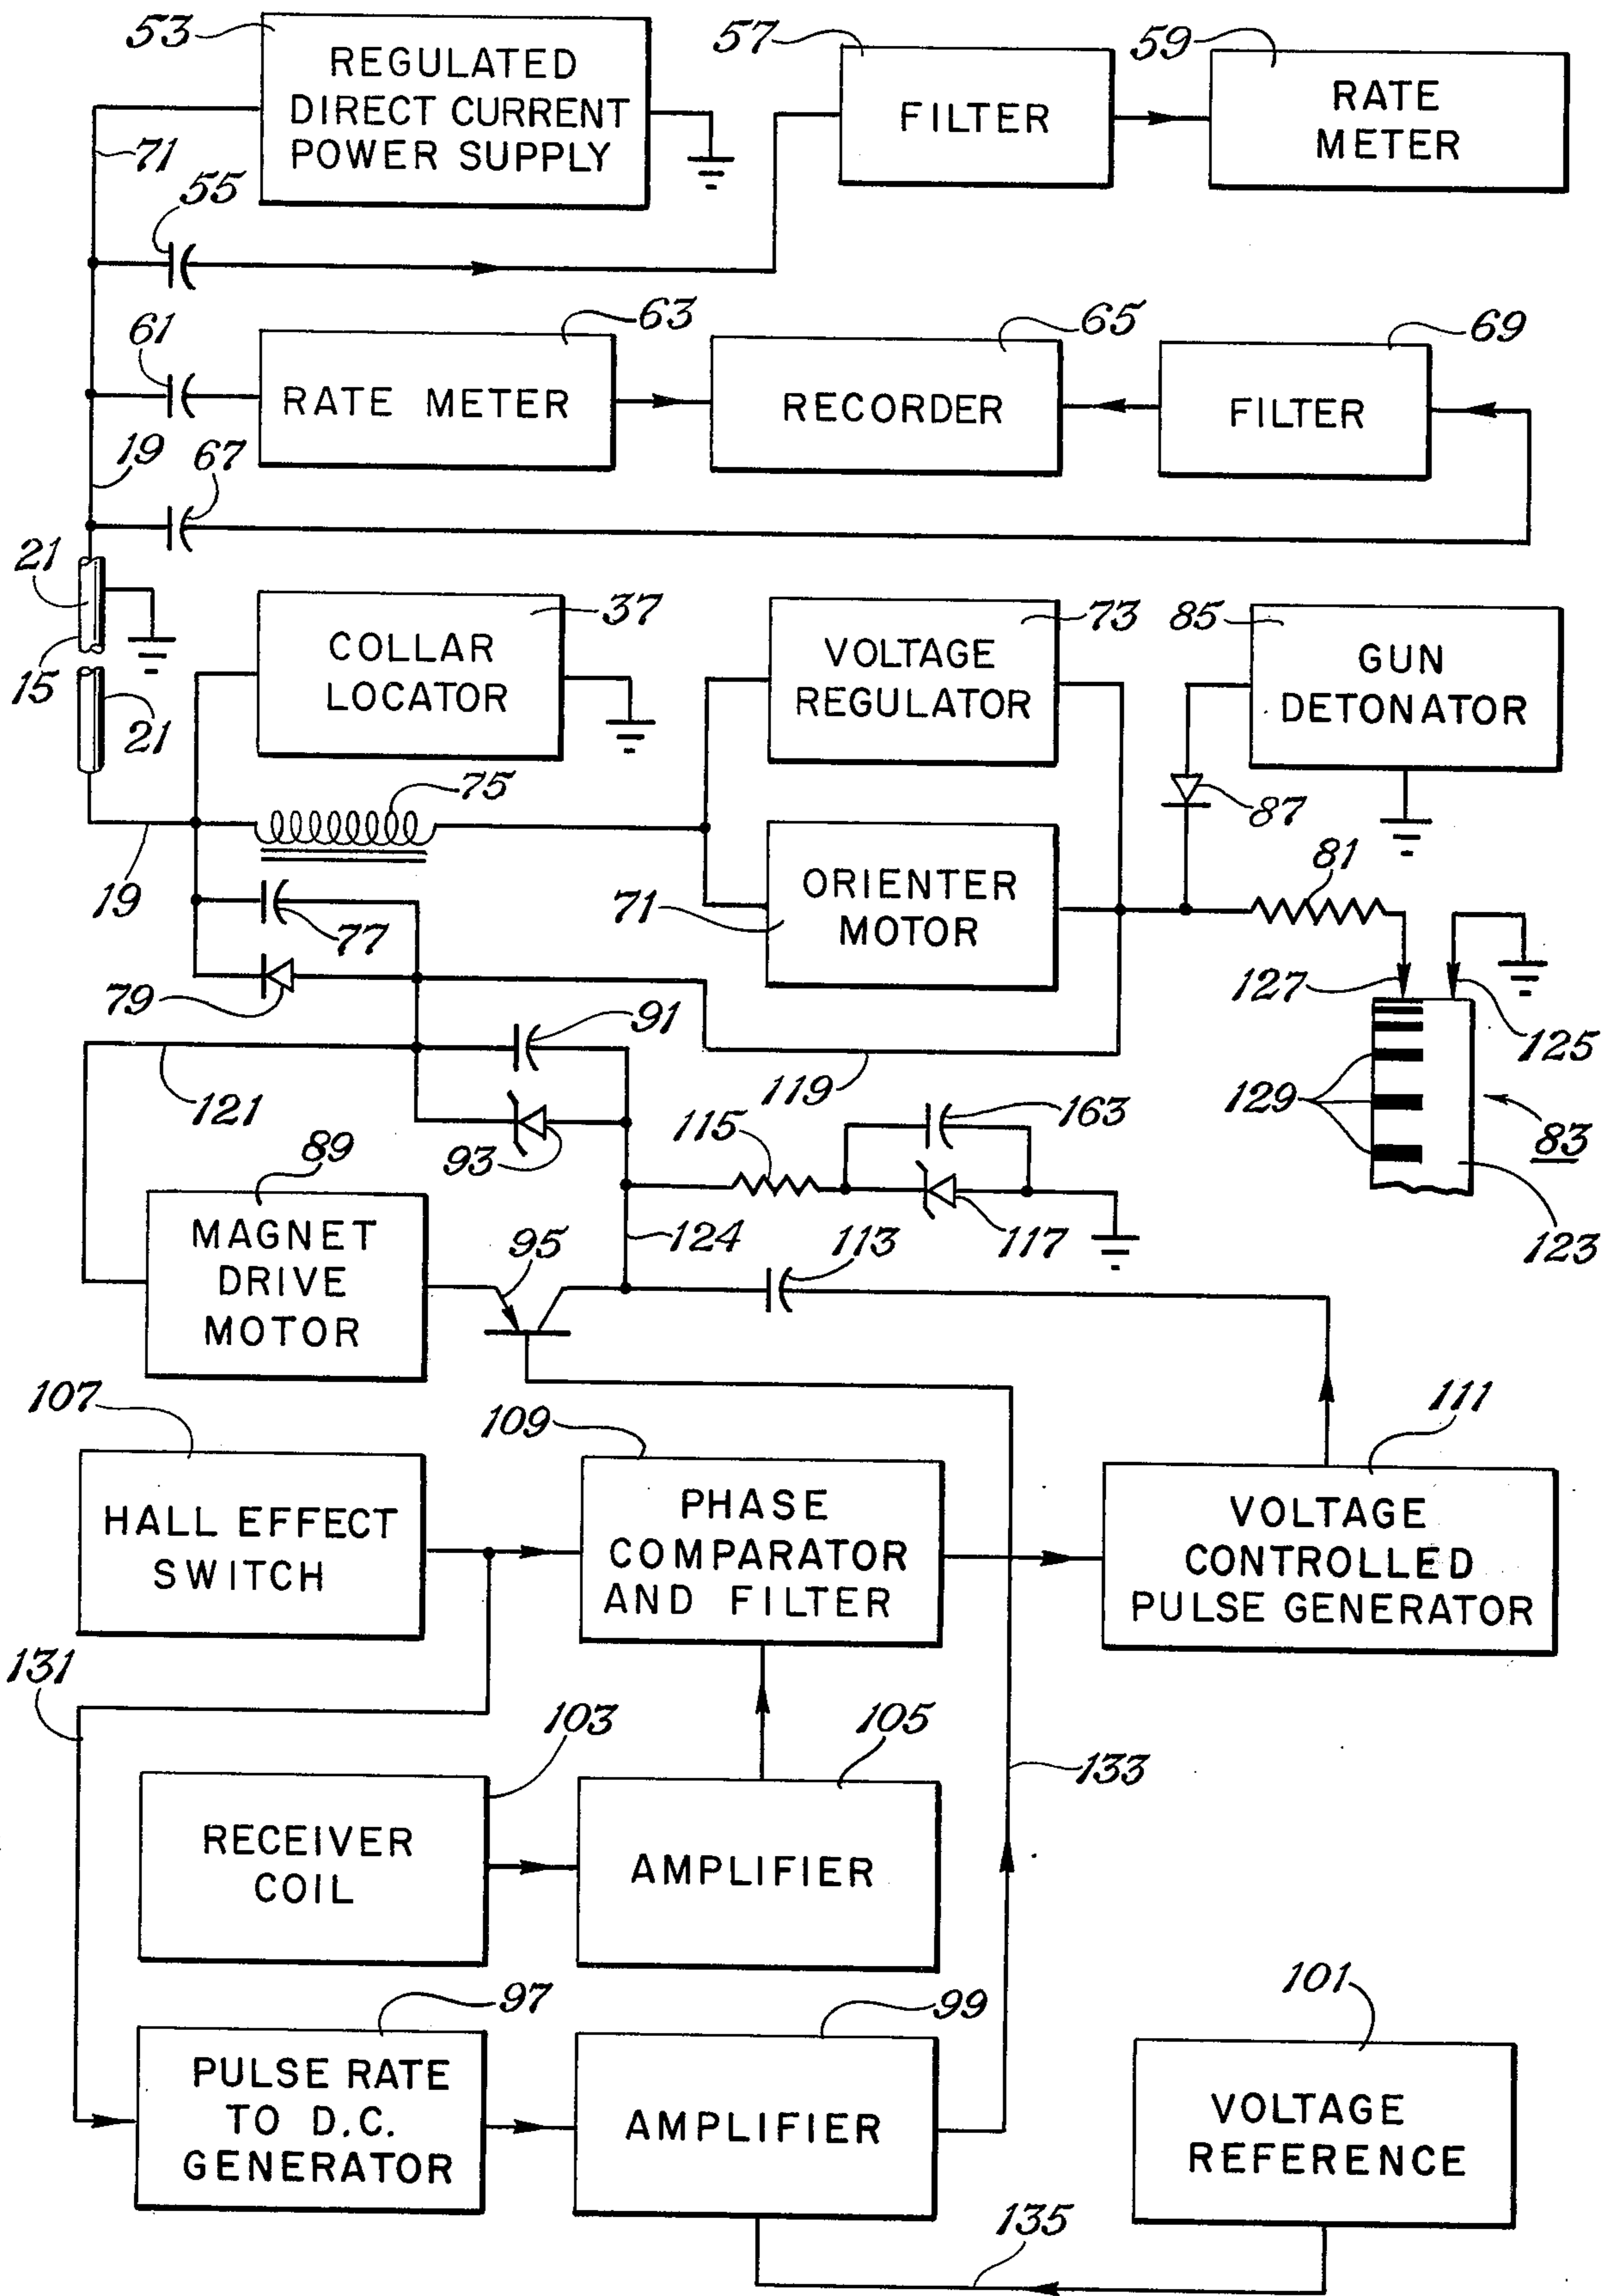 53
REGULATED
DIRECT CURRENT
POWER SUPPLY
57
FILTER
59
RATE
METER
71
55
61
63
RATE METER
65
RECORDER
69
FILTER
19
67
21
15
21
37
COLLAR
LOCATOR
73
VOLTAGE
REGULATOR
85
GUN
DETONATOR
75
87
19
77
71
ORIENTER
MOTOR
81
79
127
125
91
121
119
129
83
93
115
163
123
89
MAGNET
DRIVE
MOTOR
95
124
113
117
107
HALL EFFECT
SWITCH
109
PHASE
COMPARATOR
AND FILTER
111
VOLTAGE
CONTROLLED
PULSE GENERATOR
131
103
RECEIVER
COIL
105
AMPLIFIER
133
97
PULSE RATE
TO D.C.
GENERATOR
99
AMPLIFIER
101
VOLTAGE
REFERENCE
135